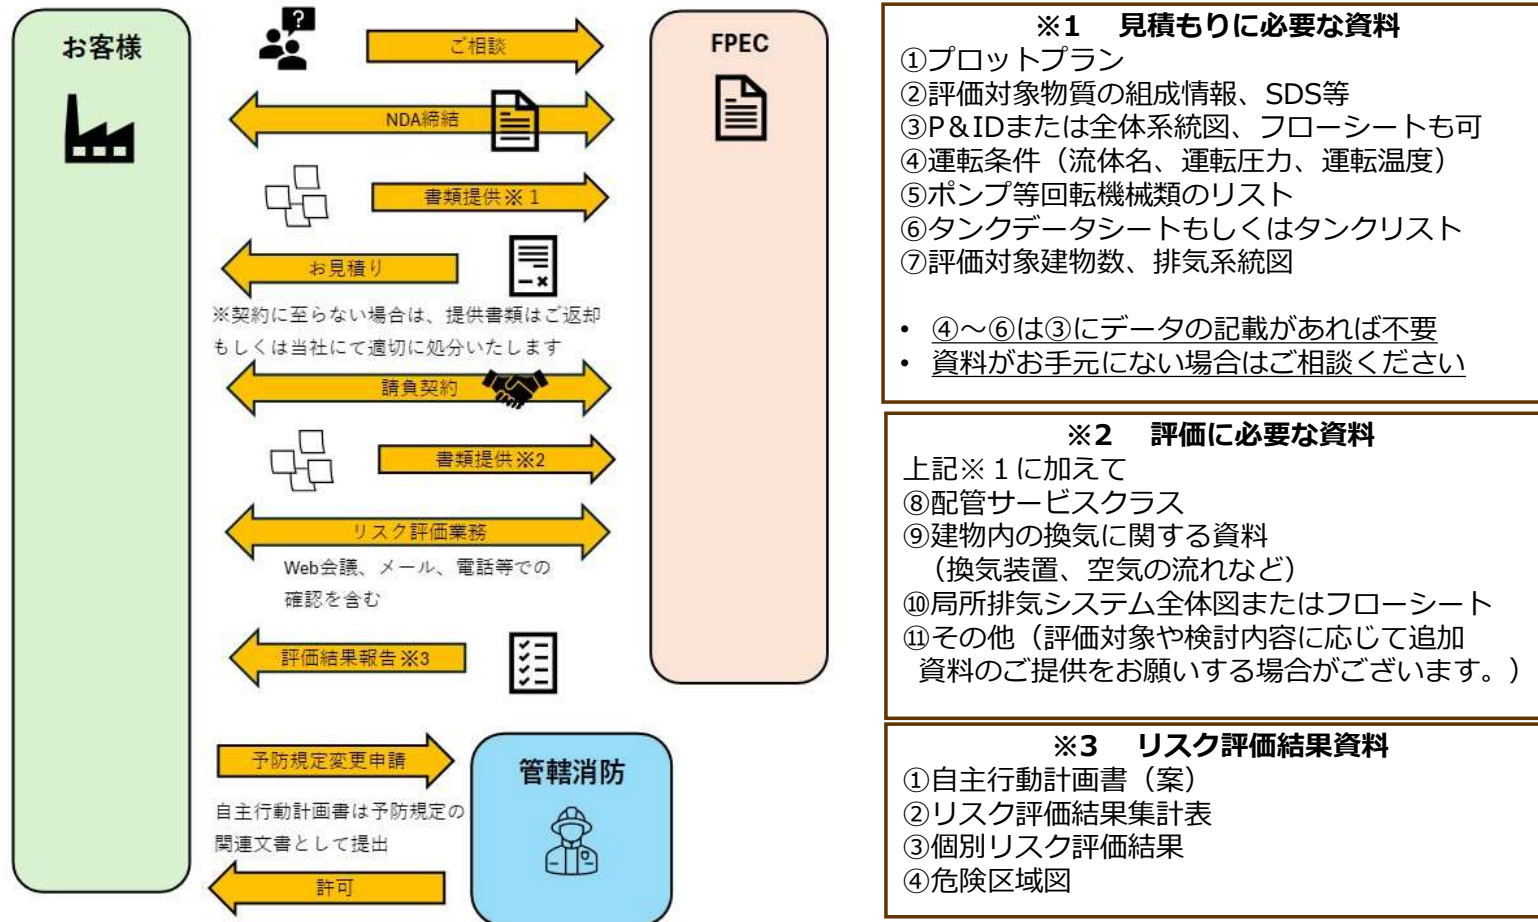 お客様
FPEC
ご相談
NDA締結
書類提供※１
お見積り
※契約に至らない場合は、提供書類はご返却
もしくは当社にて適切に処分いたします
請負契約
書類提供※2
リスク評価業務
Web会議、メール、電話等での
確認を含む
評価結果報告※3
予防規定変更申請
自主行動計画書は予防規定の
関連文書として提出
許可
管轄消防
※1　見積もりに必要な資料
①プロットプラン
②評価対象物質の組成情報、SDS等
③P＆IDまたは全体系統図、フローシートも可
④運転条件（流体名、運転圧力、運転温度）
⑤ポンプ等回転機械類のリスト
⑥タンクデータシートもしくはタンクリスト
⑦評価対象建物数、排気系統図
• ④～⑥は③にデータの記載があれば不要
• 資料がお手元にない場合はご相談ください
※2　評価に必要な資料
上記※１に加えて
⑧配管サービスクラス
⑨建物内の換気に関する資料
（換気装置、空気の流れなど）
⑩局所排気システム全体図またはフローシート
⑪その他（評価対象や検討内容に応じて追加
資料のご提供をお願いする場合がございます。）
※3　リスク評価結果資料
①自主行動計画書（案）
②リスク評価結果集計表
③個別リスク評価結果
④危険区域図